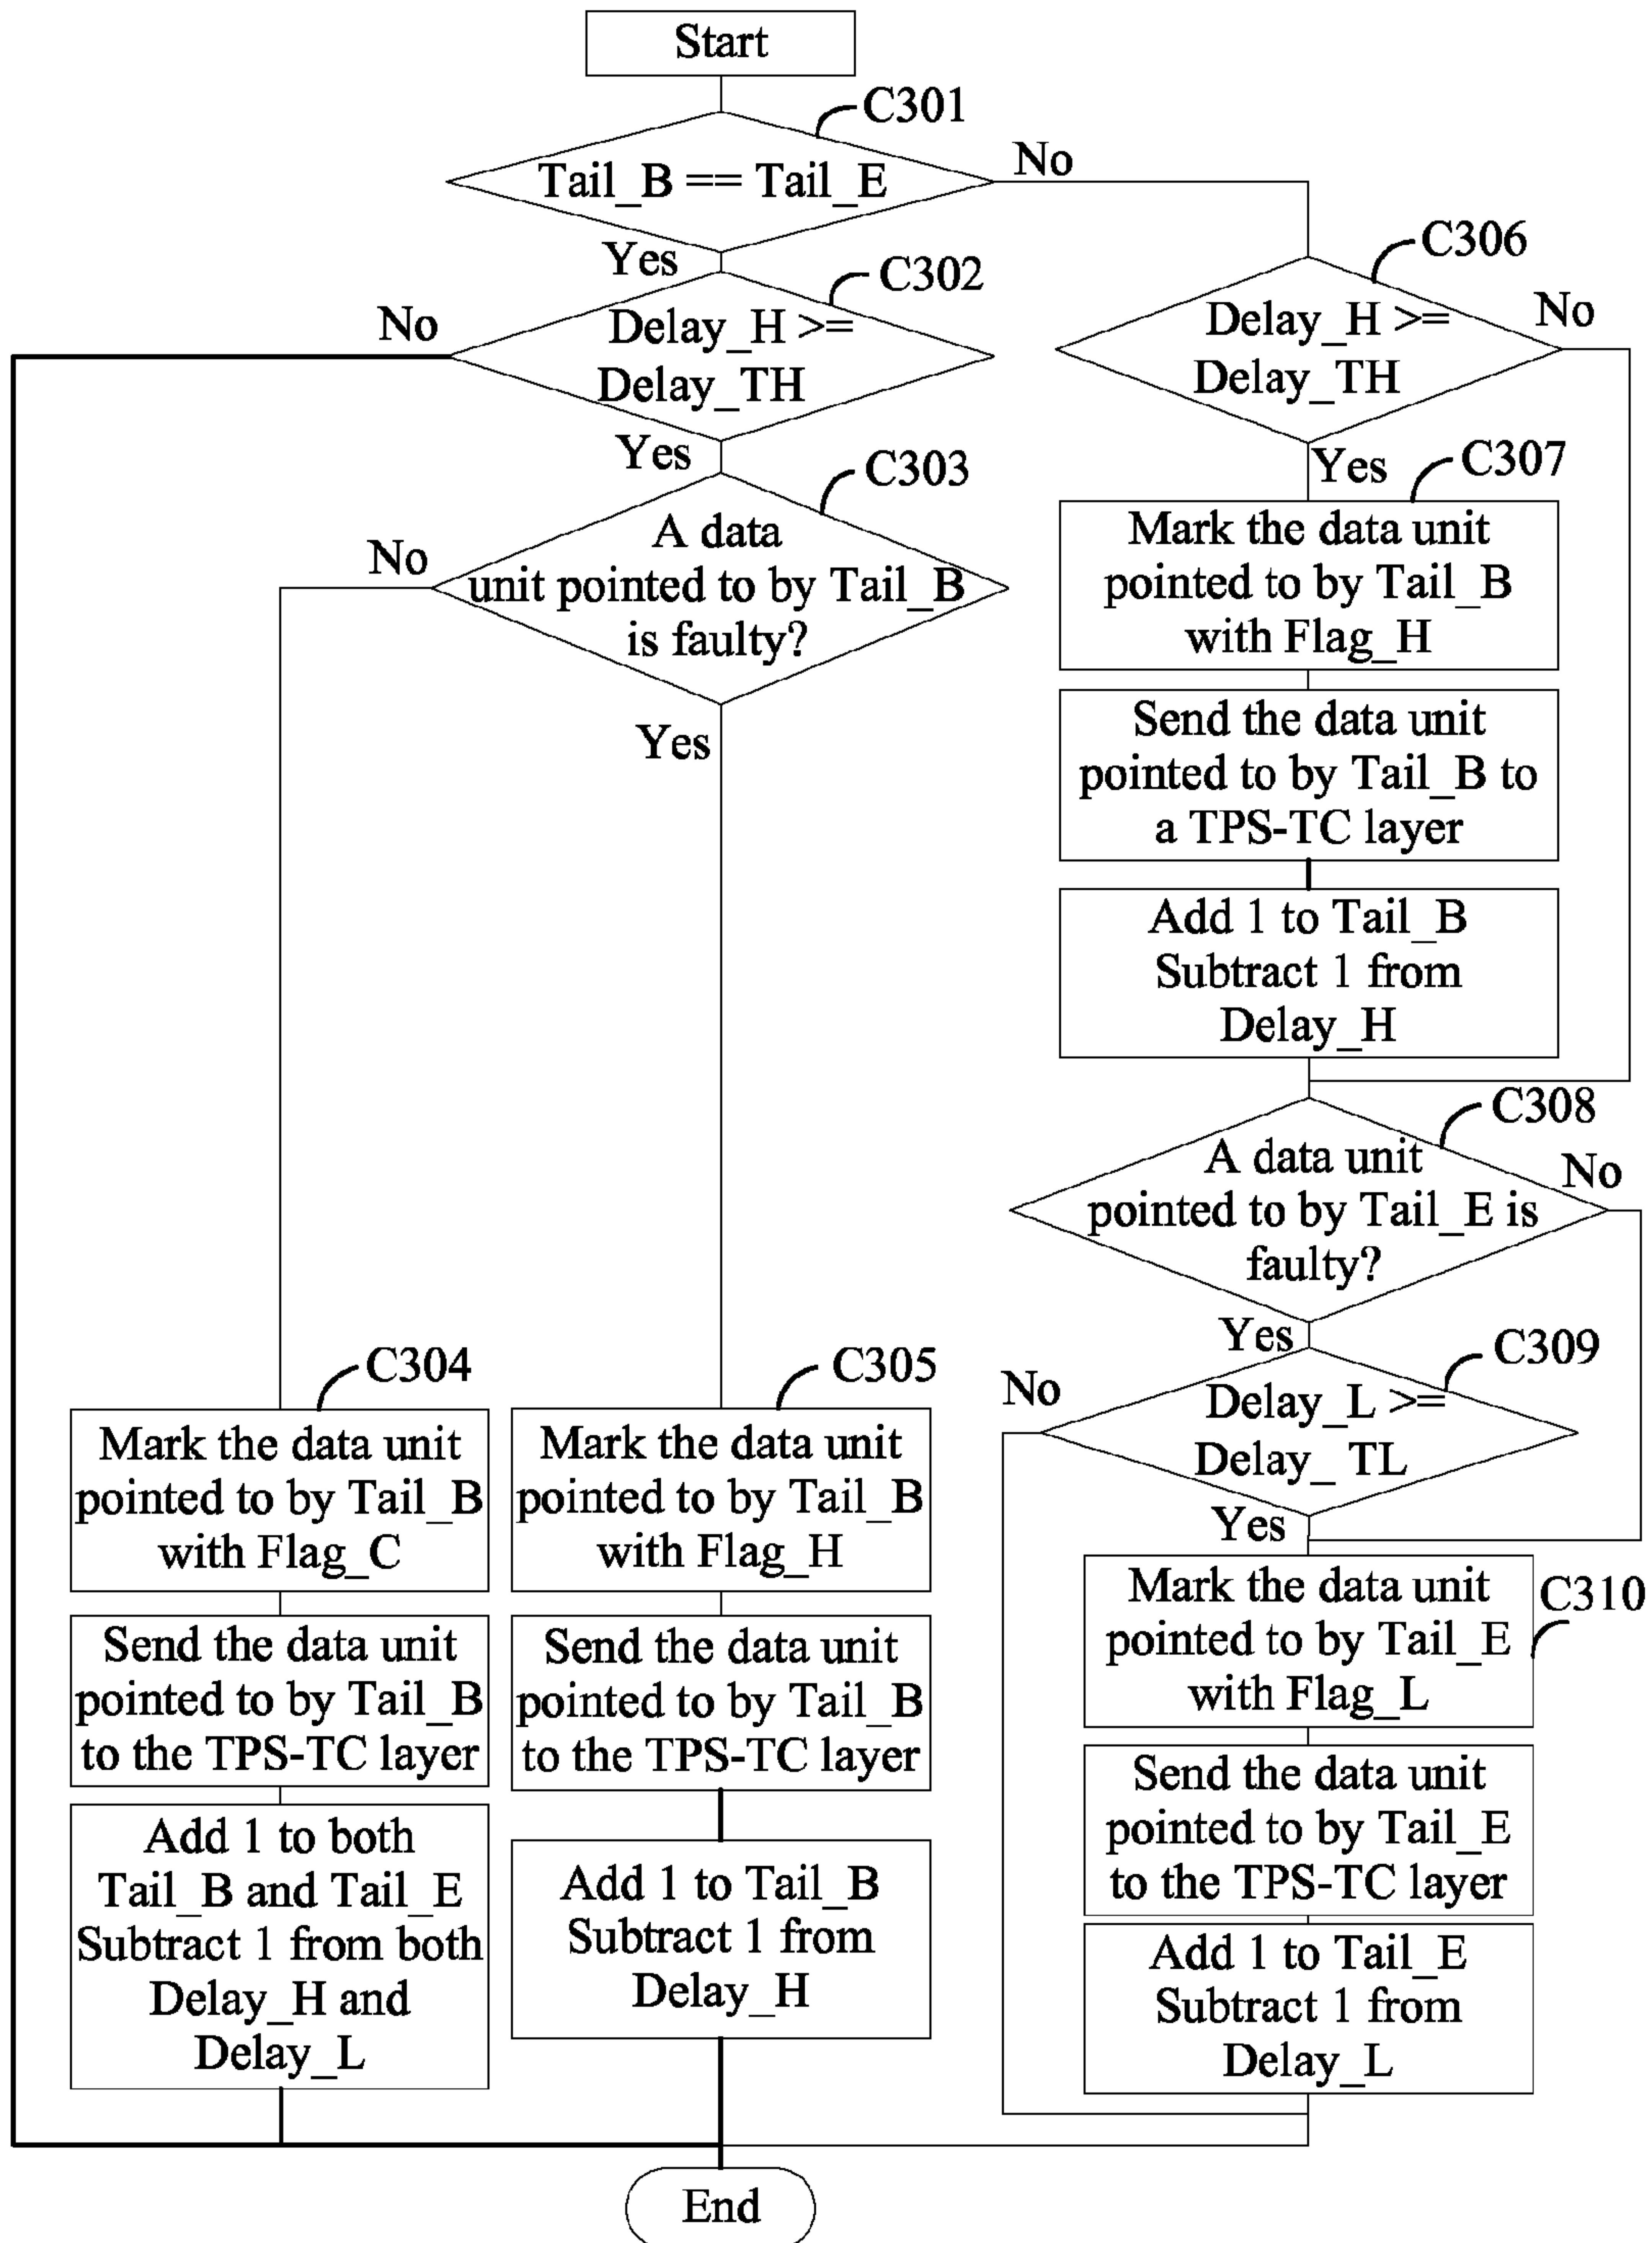 Start
C301
Tail_B == Tail_E
No
Yes
C302
No
Delay_H >=
Delay_TH
Yes
C303
No
A data
unit pointed to by Tail_B
is faulty?
Yes
C304
Mark the data unit
pointed to by Tail_B
with Flag_C
Send the data unit
pointed to by Tail_B
to the TPS-TC layer
Add 1 to both
Tail_B and Tail_E
Subtract 1 from both
Delay_H and
Delay_L
C305
Mark the data unit
pointed to by Tail_B
with Flag_H
Send the data unit
pointed to by Tail_B
to the TPS-TC layer
Add 1 to Tail_B
Subtract 1 from
Delay_H
C306
Delay_H >=
Delay_TH
No
Yes
C307
Mark the data unit
pointed to by Tail_B
with Flag_H
Send the data unit
pointed to by Tail_B to
a TPS-TC layer
Add 1 to Tail_B
Subtract 1 from
Delay_H
C308
A data unit
pointed to by Tail_E is
faulty?
No
Yes
C309
No
Delay_L >=
Delay_ TL
Yes
C310
Mark the data unit
pointed to by Tail_E
with Flag_L
Send the data unit
pointed to by Tail_E
to the TPS-TC layer
Add 1 to Tail_E
Subtract 1 from
Delay_L
End